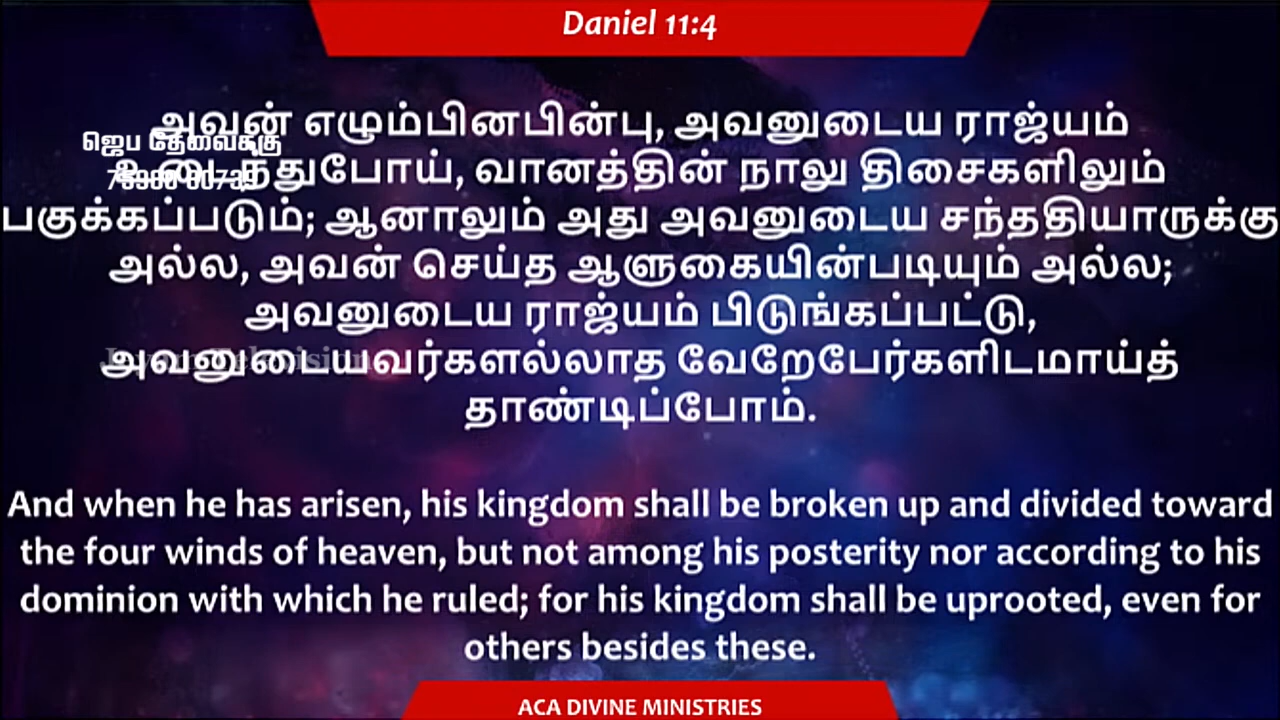 Daniel 11:4
அவன் எழும்பினபின்பு, அவனுடைய ராஜ்யம்
ஜெப தேவைக்கு
உடைந்துபோய், வானத்தின் நாலு திசைகளிலும்
பகுக்கப்படும்; ஆனாலும் அது அவனுடைய சந்ததியாருக்கு
அல்ல, அவன் செய்த ஆளுகையின்படியும் அல்ல;
அவனுடைய ராஜ்யம் பிடுங்கப்பட்டு,
அவனுடையவர்களல்லாத வேறேபேர்களிடமாய்த்
தாண்டிப்போம்.
And when he has arisen, his kingdom shall be broken up and divided toward
the four winds of heaven, but not among his posterity nor according to his
dominion with which he ruled; for his kingdom shall be uprooted, even for
others besides these.
ACA DIVINE MINISTRIES